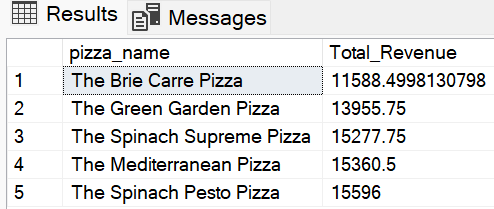 Results Messages
pizza_name Total_Revenue
1 The Brie Carre Pizza 11588.4998130798
2 The Green Garden Pizza 13955.75
3 The Spinach Supreme Pizza 15277.75
4 The Mediterranean Pizza 15360.5
5 The Spinach Pesto Pizza 15596